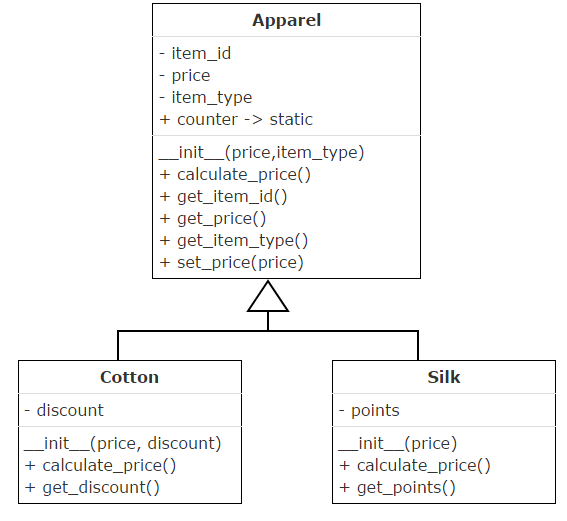 Apparel
- item_id
- price
- item_type
+ counter -> static
__init__(price,item_type)
+ calculate_price()
+ get_item_id()
+ get_price()
+ get_item_type()
+ set_price(price)
Cotton
- discount
__init__(price, discount)
+ calculate_price()
+ get_discount()
Silk
- points
__init__(price)
+ calculate_price()
+ get_points()